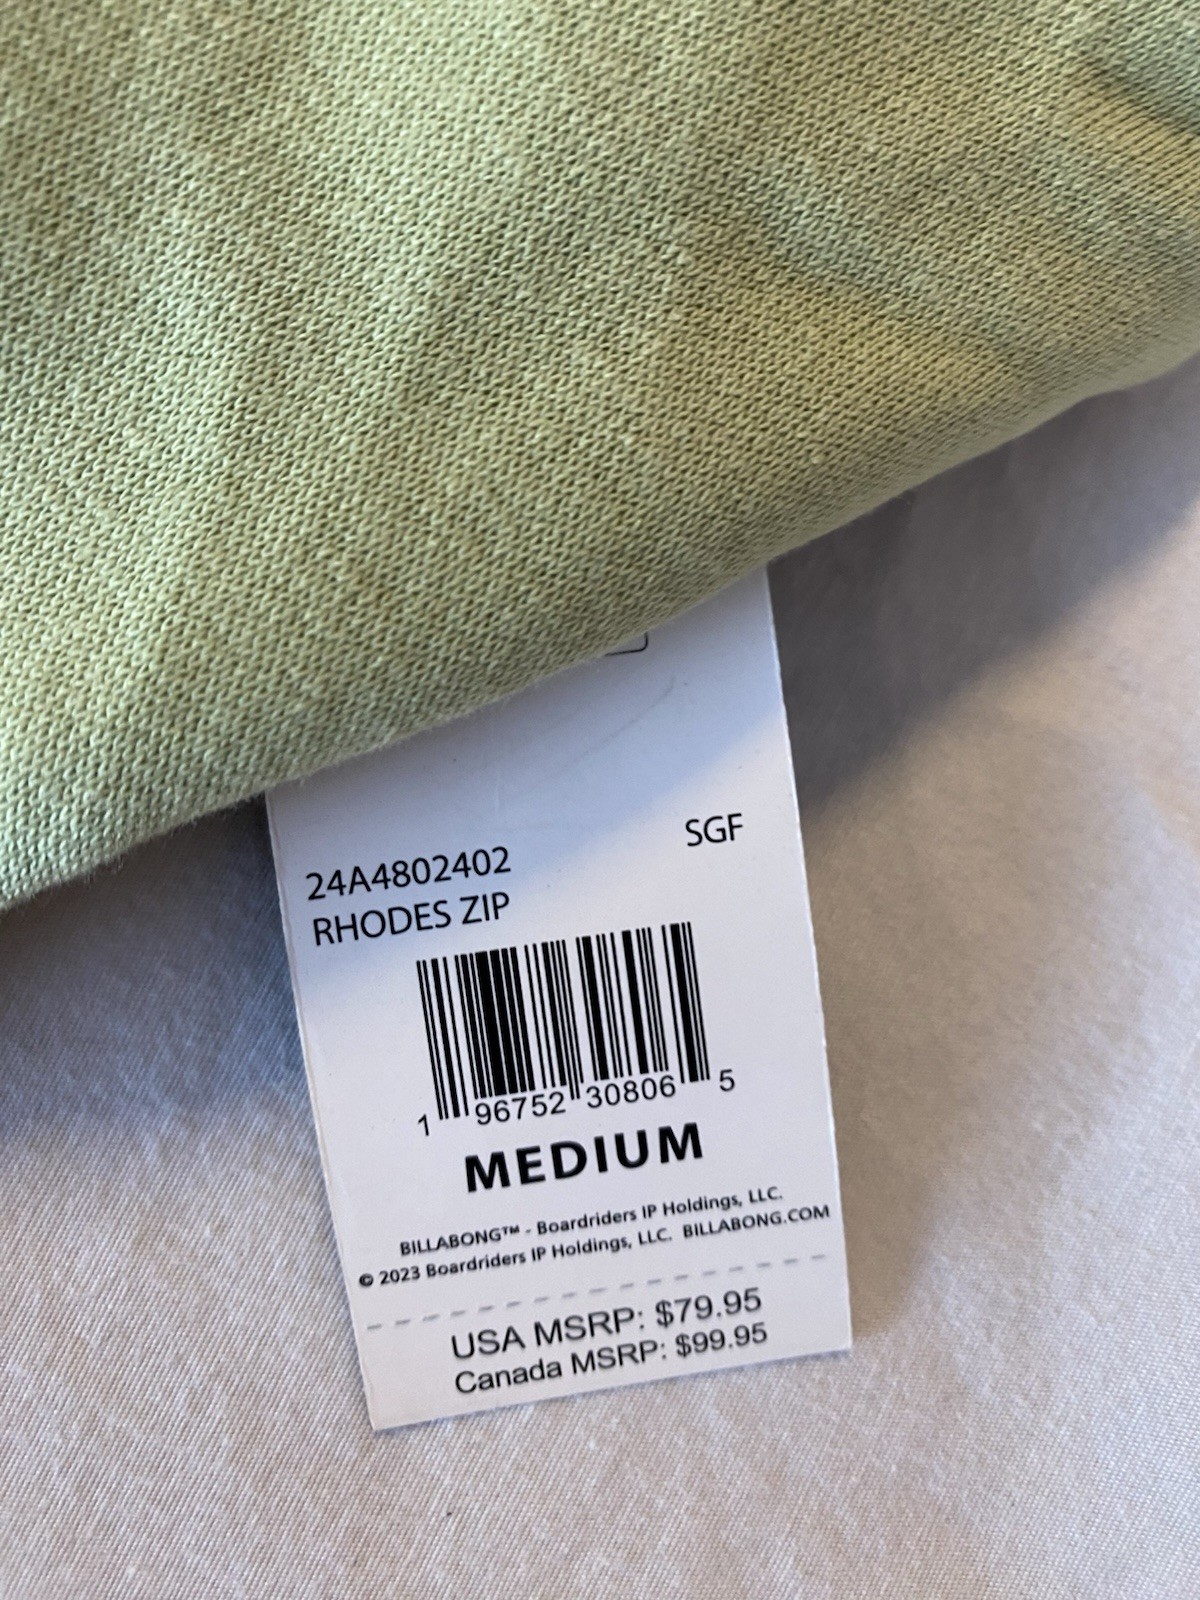 SGF
24A4802402
RHODES ZIP
1 96752 30806 5
MEDIUM
BILLABONG™ - Boardriders IP Holdings, LLC.
© 2023 Boardriders IP Holdings, LLC. BILLABONG.COM
USA MSRP: $79.95
Canada MSRP: $99.95